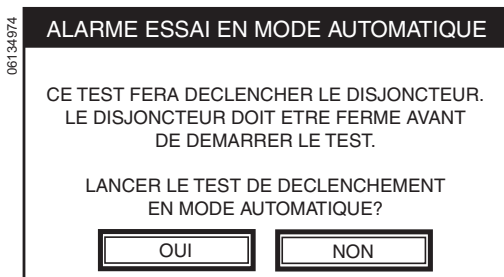 06134974
ALARME ESSAI EN MODE AUTOMATIQUE
CE TEST FERA DECLENCHER LE DISJONCTEUR.
LE DISJONCTEUR DOIT ETRE FERME AVANT
DE DEMARRER LE TEST.
LANCER LE TEST DE DECLENCHEMENT
EN MODE AUTOMATIQUE?
OUI
NON